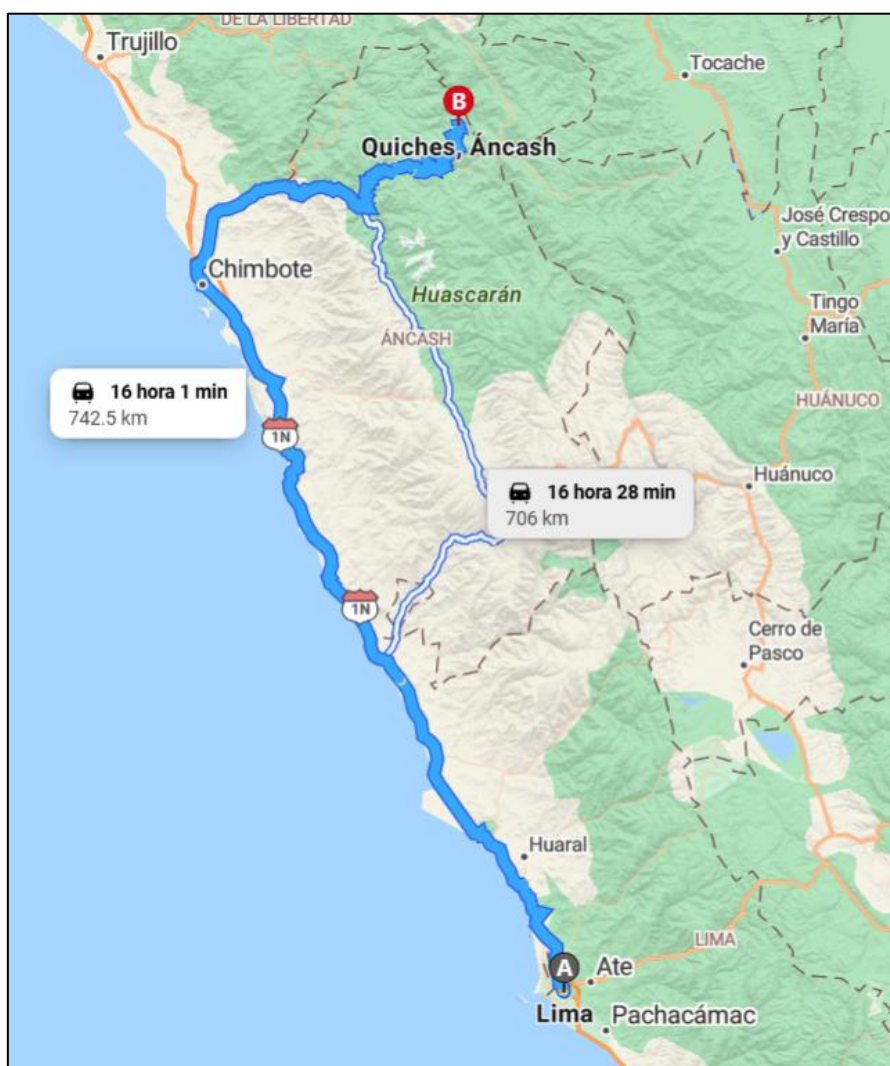 DE LA LIBERTAD
Trujillo
Tocache
B
Quiches, Áncash
José Crespo
y Castillo
Chimbote
Huascarán
Tingo
María
ÁNCASH
16 hora 1 min
742.5 km
HUÁNUCO
1N
Huánuco
16 hora 28 min
706 km
1N
Cerro de
Pasco
Huaral
LIMA
A
Ate
Lima
Pachacámac